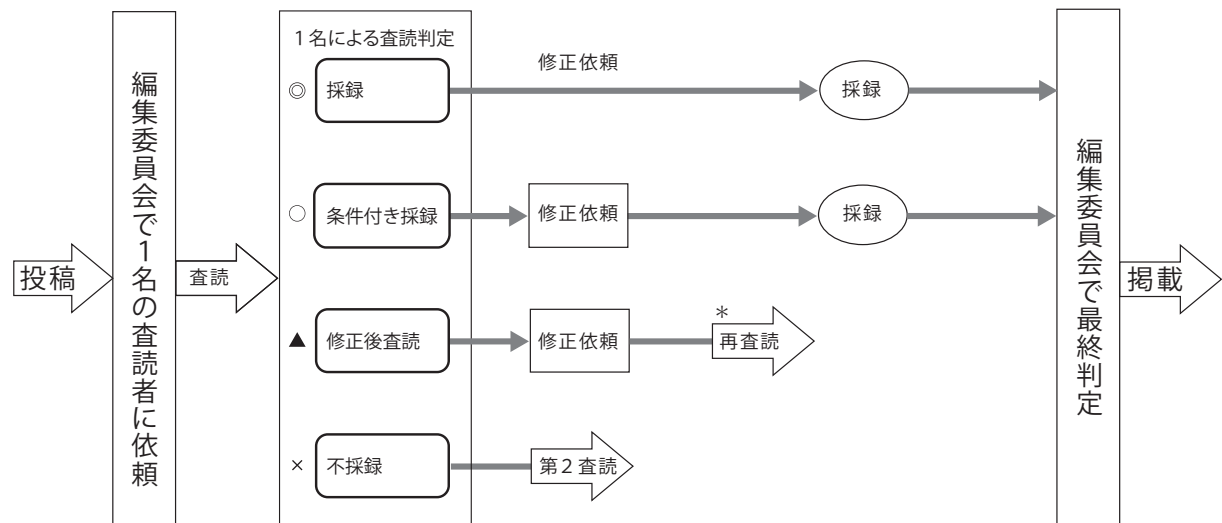 投稿
編集委員会で1名の査読者に依頼
査読
1名による査読判定
◎ 採録
修正依頼
採録
○ 条件付き採録
修正依頼
採録
▲ 修正後査読
修正依頼
*
再査読
× 不採録
第2査読
編集委員会で最終判定
掲載